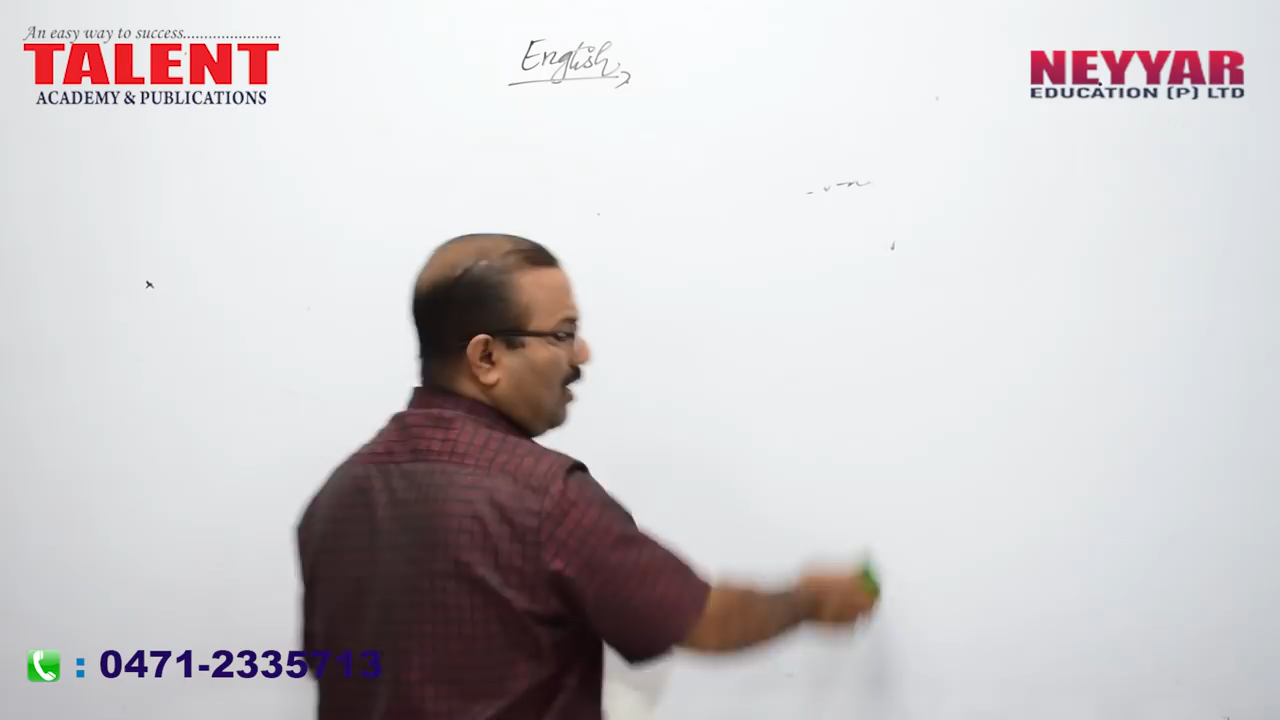 An easy way to success......................
TALENT
ACADEMY & PUBLICATIONS
English
NEYYAR
EDUCATION (P) LTD
: 0471-2335713